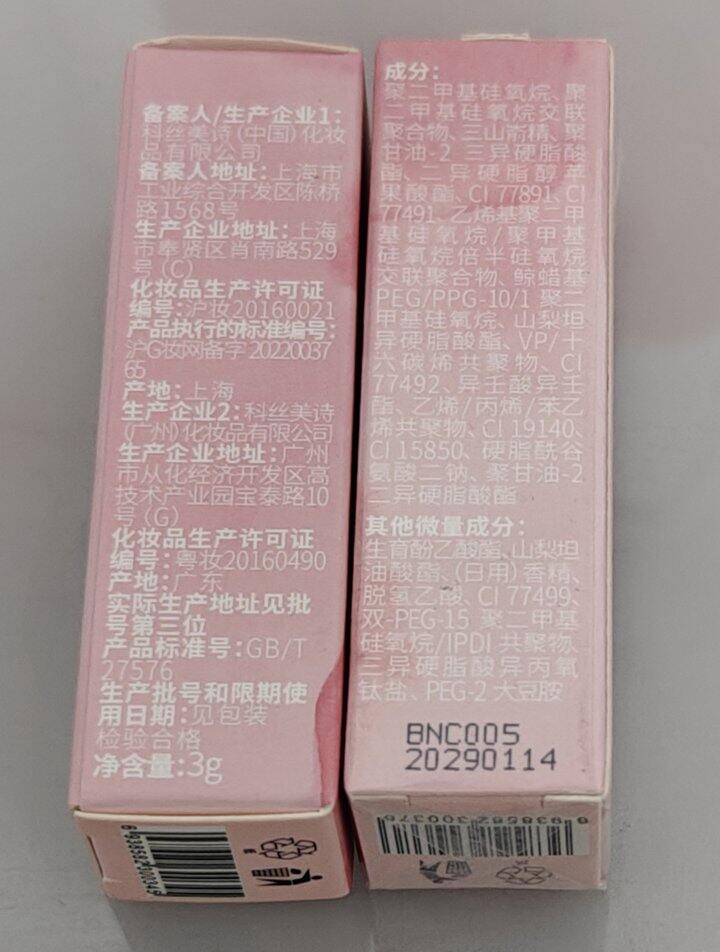 备案人/生产企业1:
科丝美诗(中国)化妆
品有限公司
备案人地址:上海市
工业综合开发区陈桥
路1568号
生产企业地址:上海
市奉贤区肖南路529
号(C)
化妆品生产许可证
编号:沪妆20160021
产品执行的标准编号:
沪G妆网备字20220037
65
产地:上海
生产企业2:科丝美诗
(广州)化妆品有限公司
生产企业地址:广州
市从化经济开发区高
技术产业园宝泰路10
号(G)
化妆品生产许可证
编号:粤妆20160490
产地:广东
实际生产地址见批
号第三位
产品标准号:GB/T
27576
生产批号和限期使
用日期:见包装
检验合格
净含量:3g
成分:
聚二甲基硅氧烷、聚
二甲基硅氧烷交联
聚合物、三山嵛精、聚
甘油-2 三异硬脂酸
酯、二异硬脂醇苹
果酸酯、CI 77891、CI
77491、乙烯基聚二甲
基硅氧烷/聚甲基
硅氧烷倍半硅氧烷
交联聚合物、鲸蜡基
PEG/PPG-10/1 聚二
甲基硅氧烷、山梨坦
异硬脂酸酯、VP/十
六碳烯共聚物、CI
77492、异壬酸异壬
酯、乙烯/丙烯/苯乙
烯共聚物、CI 19140、
CI 15850、硬脂酰谷
氨酸二钠、聚甘油-2
二异硬脂酸酯
其他微量成分:
生育酚乙酸酯、山梨坦
油酸酯、(日用)香精、
脱氢乙酸、CI 77499、
双-PEG-15 聚二甲基
硅氧烷/IPDI 共聚物、
三异硬脂酸异丙氧
钛盐、PEG-2 大豆胺
BNC005
20290114
6 938582 300376